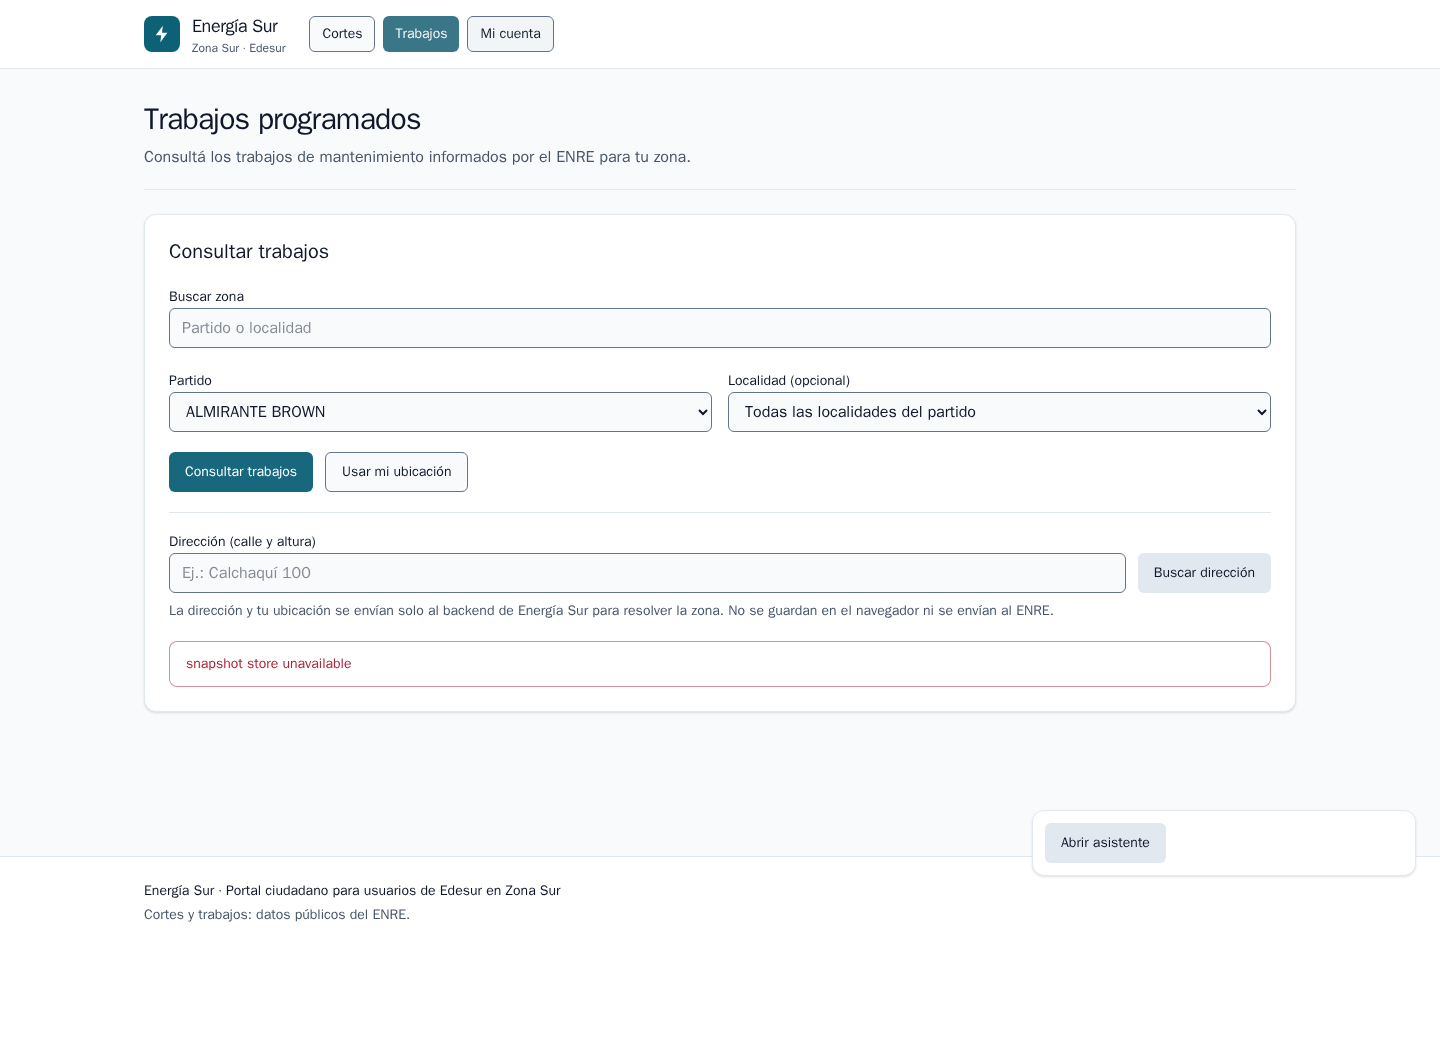 Energía Sur
Zona Sur · Edesur
Cortes
Trabajos
Mi cuenta
Trabajos programados
Consultá los trabajos de mantenimiento informados por el ENRE para tu zona.
Consultar trabajos
Buscar zona
Partido o localidad
Partido
Localidad (opcional)
ALMIRANTE BROWN
Todas las localidades del partido
Consultar trabajos
Usar mi ubicación
Dirección (calle y altura)
Ej.: Calchaquí 100
Buscar dirección
La dirección y tu ubicación se envían solo al backend de Energía Sur para resolver la zona. No se guardan en el navegador ni se envían al ENRE.
snapshot store unavailable
Abrir asistente
Energía Sur · Portal ciudadano para usuarios de Edesur en Zona Sur
Cortes y trabajos: datos públicos del ENRE.